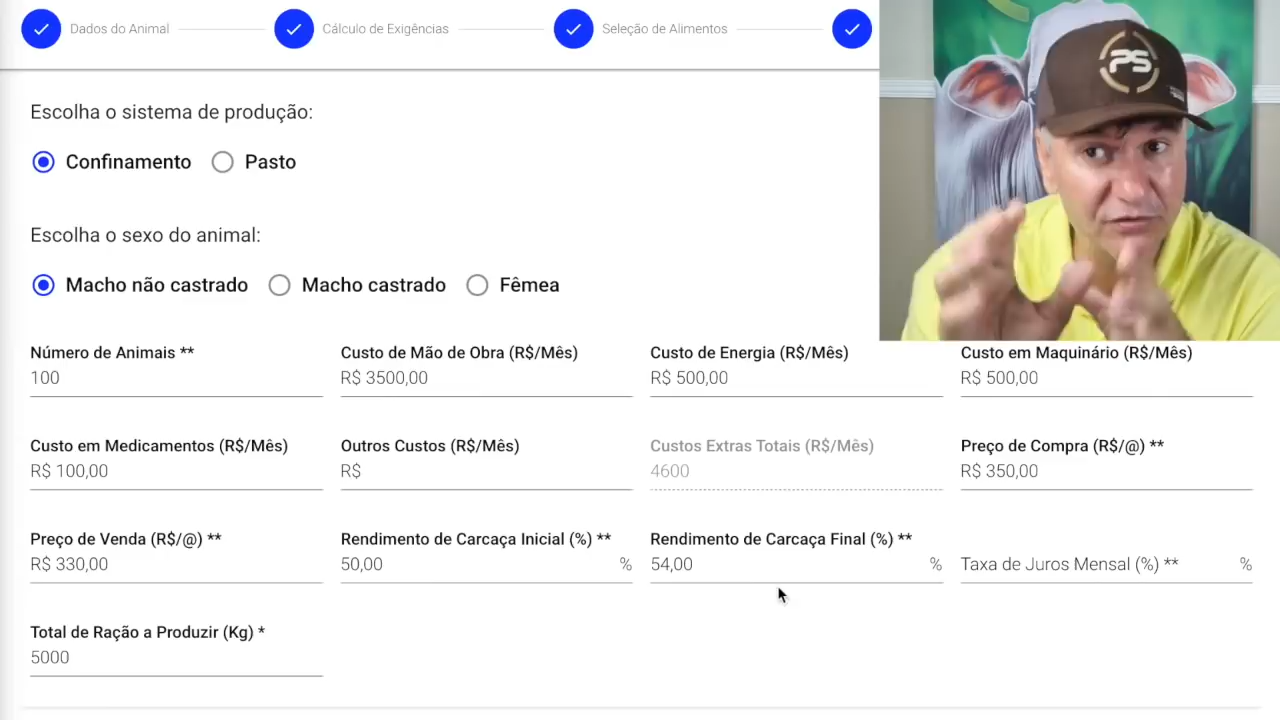 Dados do Animal
Cálculo de Exigências
Seleção de Alimentos
PS
Escolha o sistema de produção:
Confinamento
Pasto
Escolha o sexo do animal:
Macho não castrado
Macho castrado
Fêmea
Número de Animais **
100
Custo de Mão de Obra (R$/Mês)
R$ 3500,00
Custo de Energia (R$/Mês)
R$ 500,00
Custo em Maquinário (R$/Mês)
R$ 500,00
Custo em Medicamentos (R$/Mês)
R$ 100,00
Outros Custos (R$/Mês)
R$
Custos Extras Totais (R$/Mês)
4600
Preço de Compra (R$/@) **
R$ 350,00
Preço de Venda (R$/@) **
R$ 330,00
Rendimento de Carcaça Inicial (%) **
50,00 %
Rendimento de Carcaça Final (%) **
54,00 %
Taxa de Juros Mensal (%) ** %
Total de Ração a Produzir (Kg) *
5000